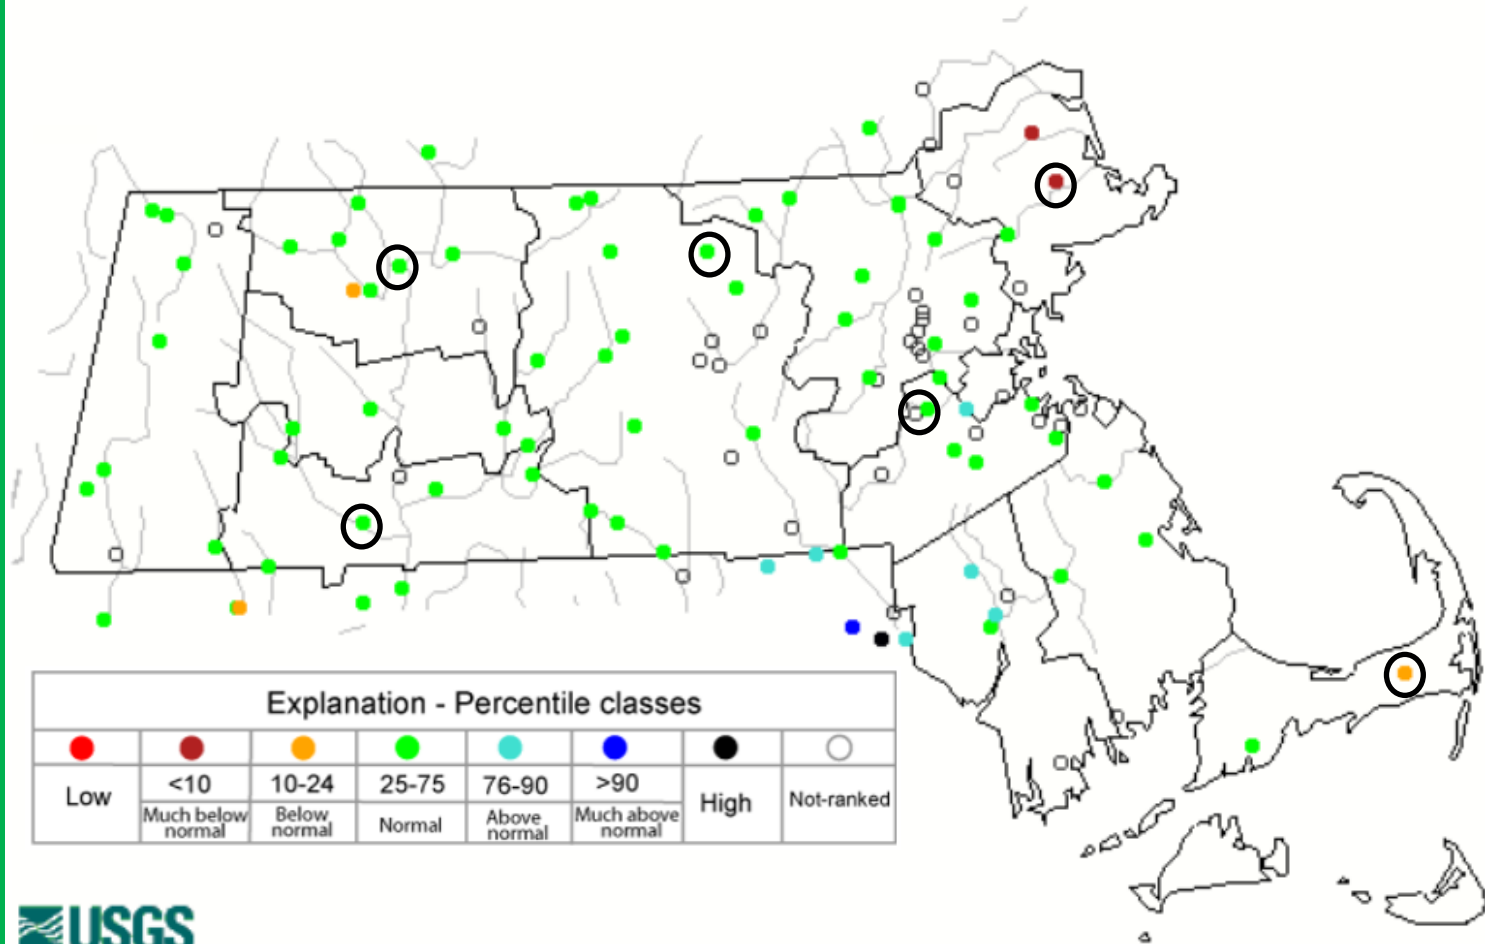 Explanation - Percentile classes
Low
<10
10-24
25-75
76-90
>90
High
Not-ranked
Much below
normal
Below
normal
Normal
Above
normal
Much above
normal
USGS